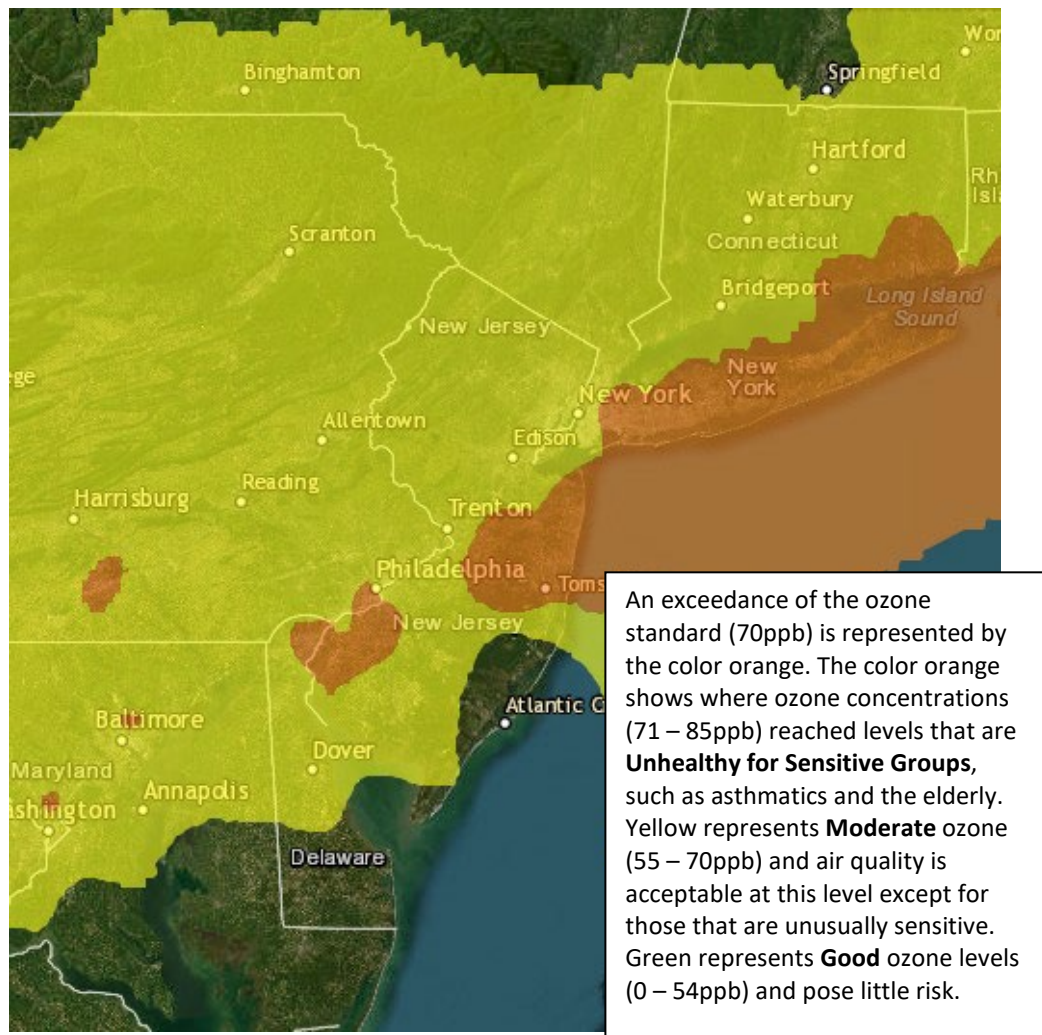 Wor
Binghamton
Springfield
Hartford
Rh
Isl
Waterbury
Scranton
Connecticut
Bridgeport
Long Island
Sound
New Jersey
ge
New
York
New York
Allentown
Edison
Reading
Harrisburg
Trenton
Philadelphia
Toms
New Jersey
Atlantic C
Baltimore
Dover
Maryland
Annapolis
ashington
Delaware
An exceedance of the ozone
standard (70ppb) is represented by
the color orange. The color orange
shows where ozone concentrations
(71 – 85ppb) reached levels that are
Unhealthy for Sensitive Groups,
such as asthmatics and the elderly.
Yellow represents Moderate ozone
(55 – 70ppb) and air quality is
acceptable at this level except for
those that are unusually sensitive.
Green represents Good ozone levels
(0 – 54ppb) and pose little risk.